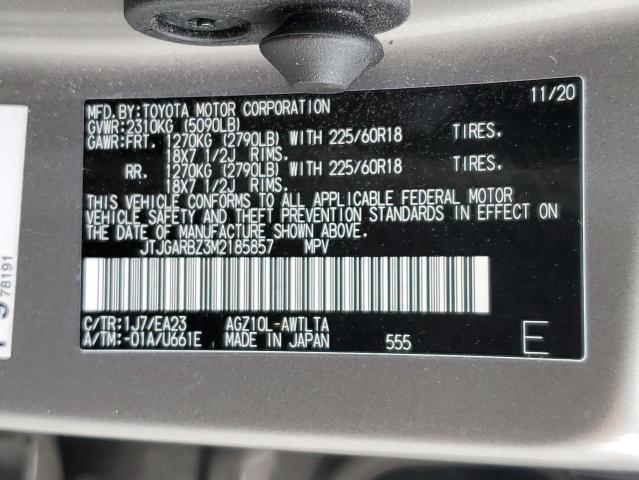 MFD. BY: TOYOTA MOTOR CORPORATION 11/20
GVWR: 2310KG (5090LB)
GAWR: FRT. 1270KG (2790LB) WITH 225/60R18 TIRES.
18X7 1/2J RIMS.
RR. 1270KG (2790LB) WITH 225/60R18 TIRES.
18X7 1/2J RIMS.
THIS VEHICLE CONFORMS TO ALL APPLICABLE FEDERAL MOTOR
VEHICLE SAFETY AND THEFT PREVENTION STANDARDS IN EFFECT ON
THE DATE OF MANUFACTURE SHOWN ABOVE.
JTJGARBZ3M2185857 MPV
C/TR: 1J7/EA23 AGZ10L-AWTLTA
A/TM: -01A/U661E MADE IN JAPAN 555 E
78191